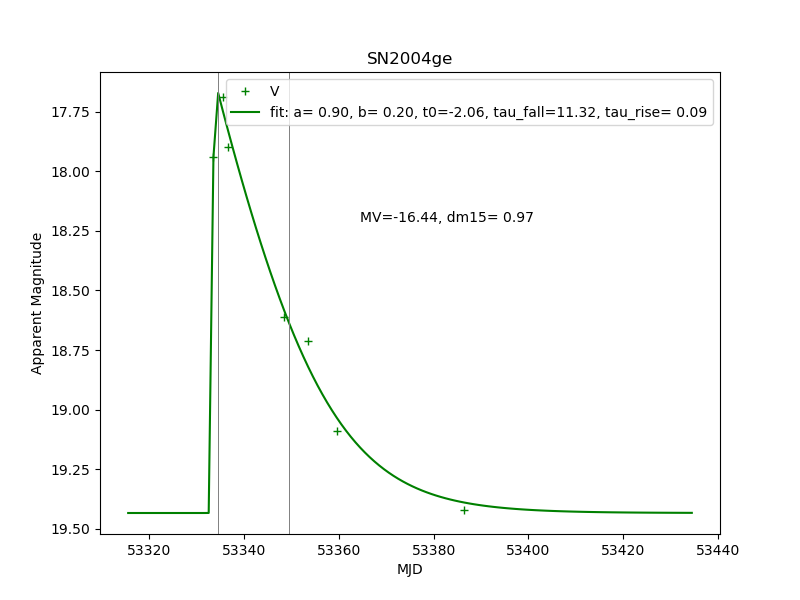 SN2004ge
V
fit: a= 0.90, b= 0.20, t0=-2.06, tau_fall=11.32, tau_rise= 0.09
MV=-16.44, dm15= 0.97
Apparent Magnitude
17.75
18.00
18.25
18.50
18.75
19.00
19.25
19.50
53320 53340 53360 53380 53400 53420 53440
MJD